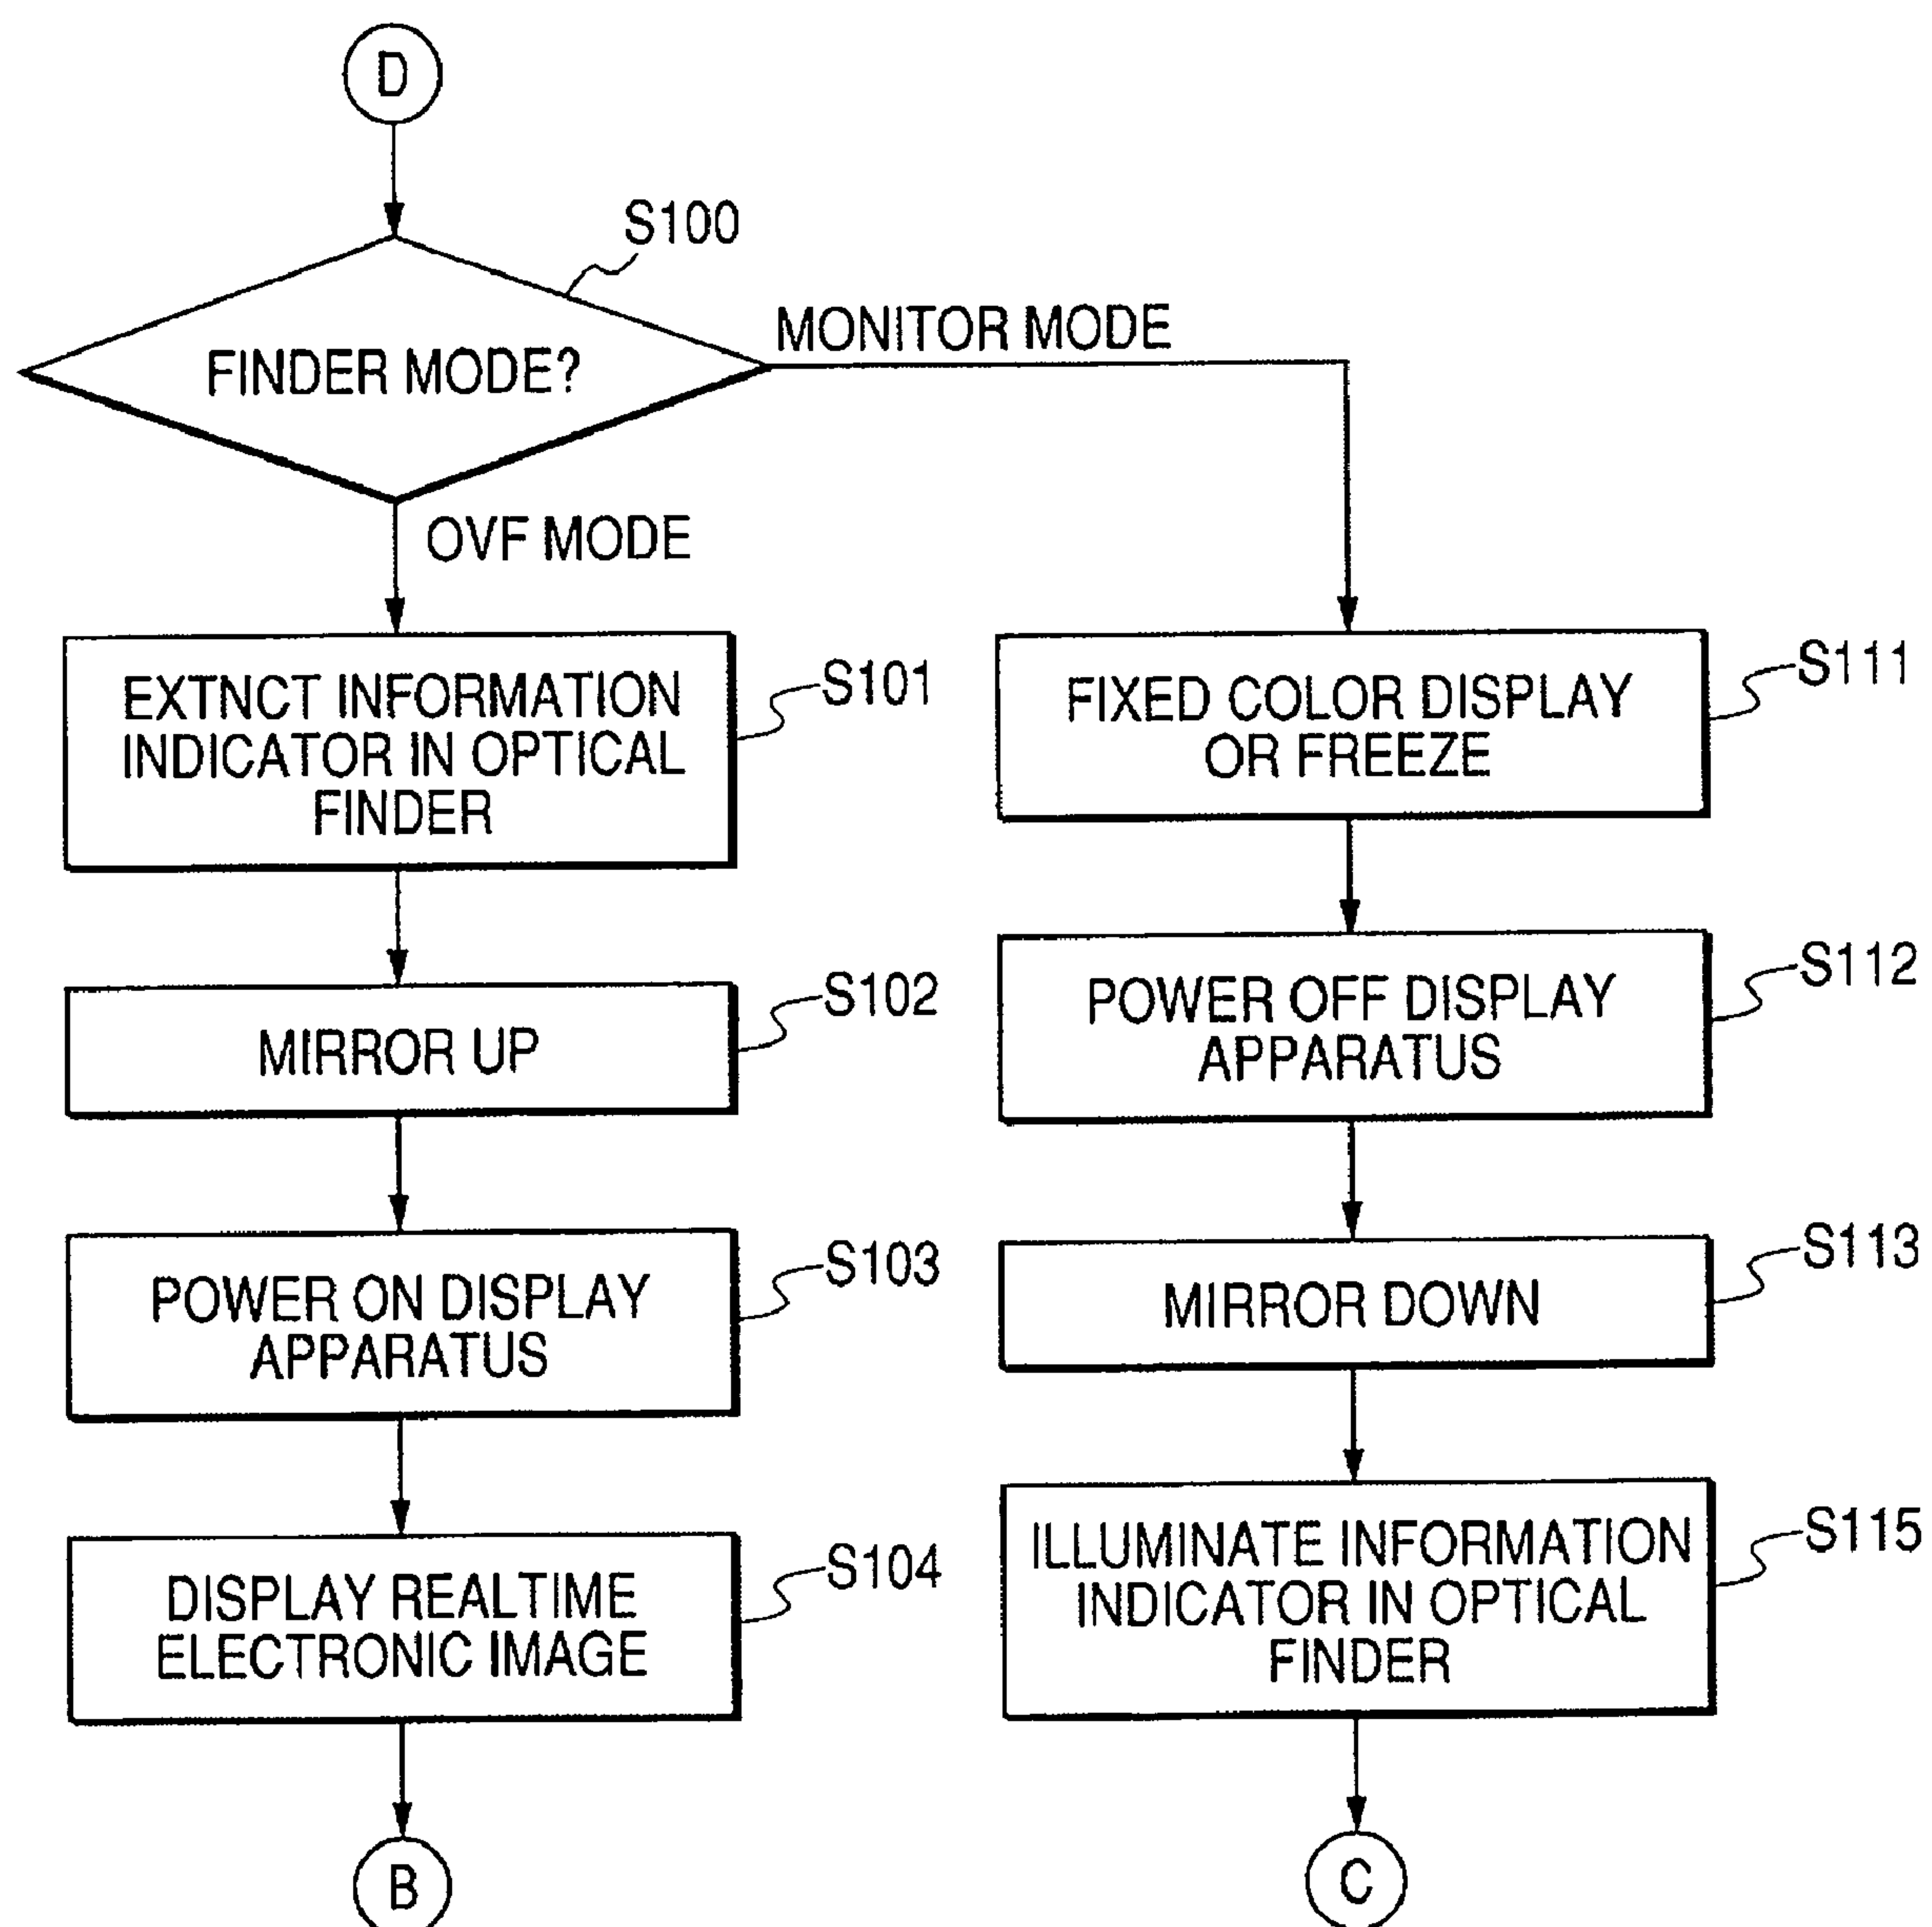 D
S100
FINDER MODE?
MONITOR MODE
OVF MODE
EXTNCT INFORMATION
INDICATOR IN OPTICAL
FINDER
S101
MIRROR UP
S102
POWER ON DISPLAY
APPARATUS
S103
DISPLAY REALTIME
ELECTRONIC IMAGE
S104
B
FIXED COLOR DISPLAY
OR FREEZE
S111
POWER OFF DISPLAY
APPARATUS
S112
MIRROR DOWN
S113
ILLUMINATE INFORMATION
INDICATOR IN OPTICAL
FINDER
S115
C